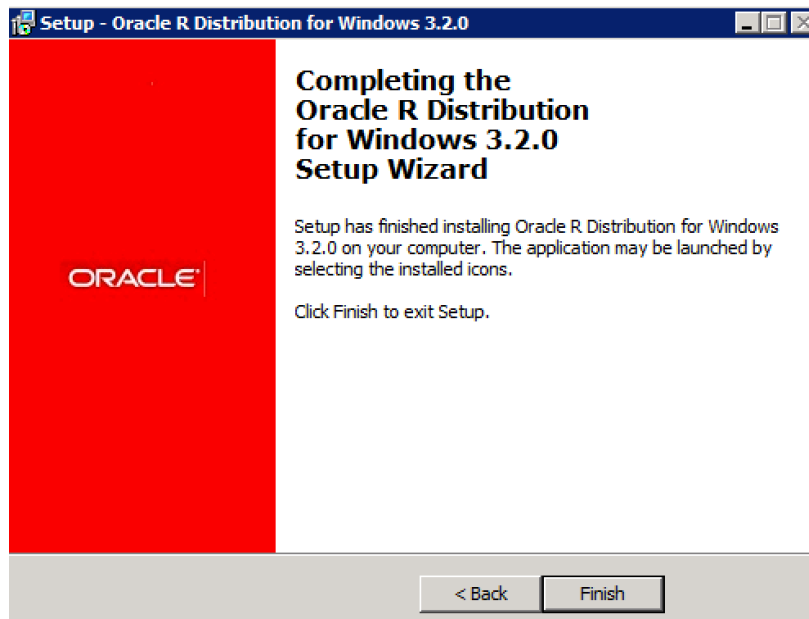 Setup - Oracle R Distribution for Windows 3.2.0
Completing the
Oracle R Distribution
for Windows 3.2.0
Setup Wizard
Setup has finished installing Oracle R Distribution for Windows
3.2.0 on your computer. The application may be launched by
selecting the installed icons.
ORACLE
Click Finish to exit Setup.
< Back
Finish